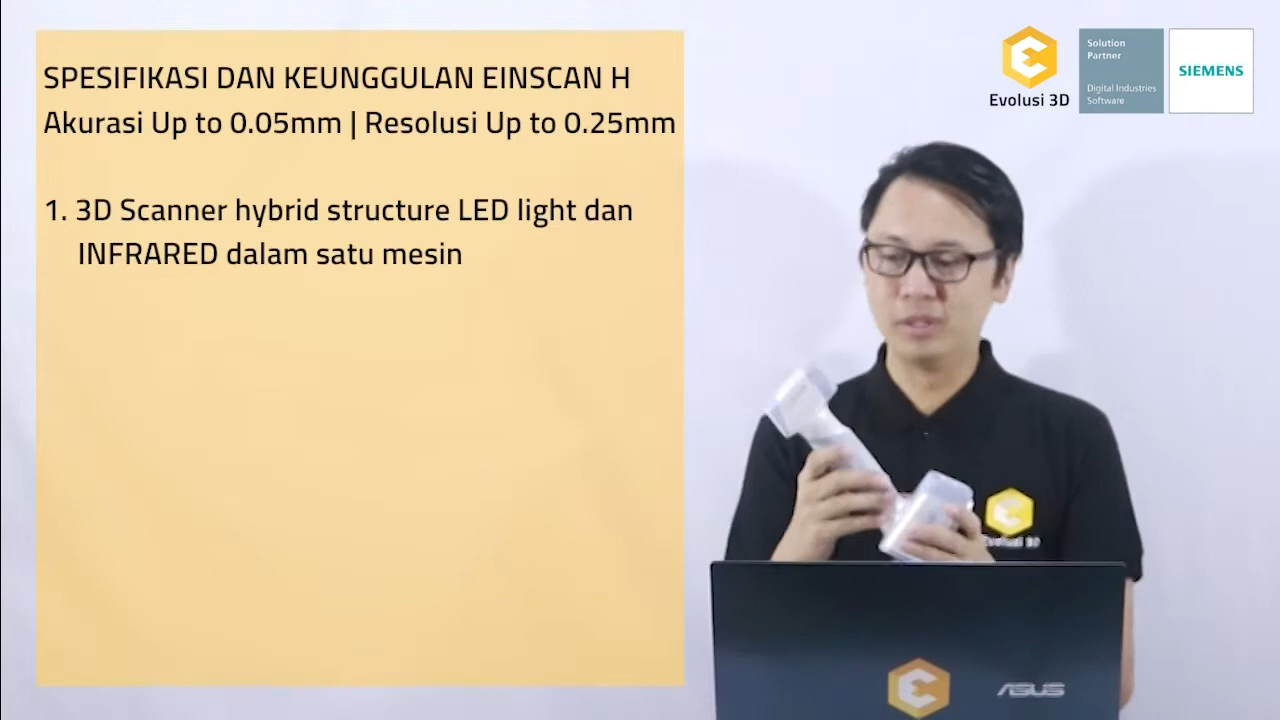 SPESIFIKASI DAN KEUNGGULAN EINSCAN H
Akurasi Up to 0.05mm | Resolusi Up to 0.25mm
1. 3D Scanner hybrid structure LED light dan
INFRARED dalam satu mesin
Evolusi 3D
Solution
Partner
Digital Industries
Software
SIEMENS
Evolusi 3D
ASUS